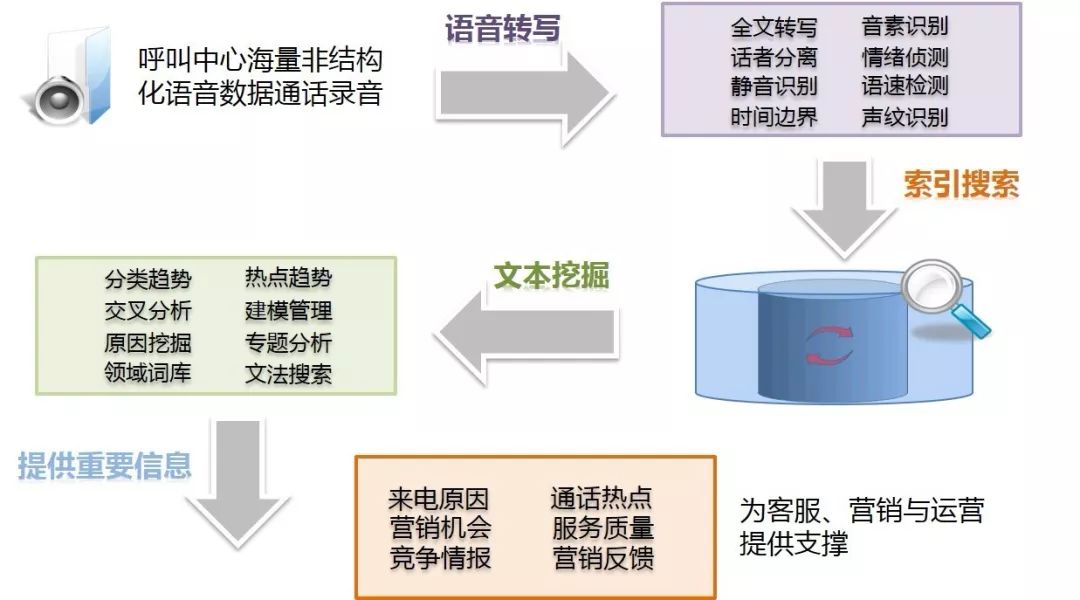 呼叫中心海量非结构
化语音数据通话录音
语音转写
全文转写 音素识别
话者分离 情绪侦测
静音识别 语速检测
时间边界 声纹识别
索引搜索
文本挖掘
分类趋势 热点趋势
交叉分析 建模管理
原因挖掘 专题分析
领域词库 文法搜索
提供重要信息
来电原因 通话热点
营销机会 服务质量
竞争情报 营销反馈
为客服、营销与运营
提供支撑